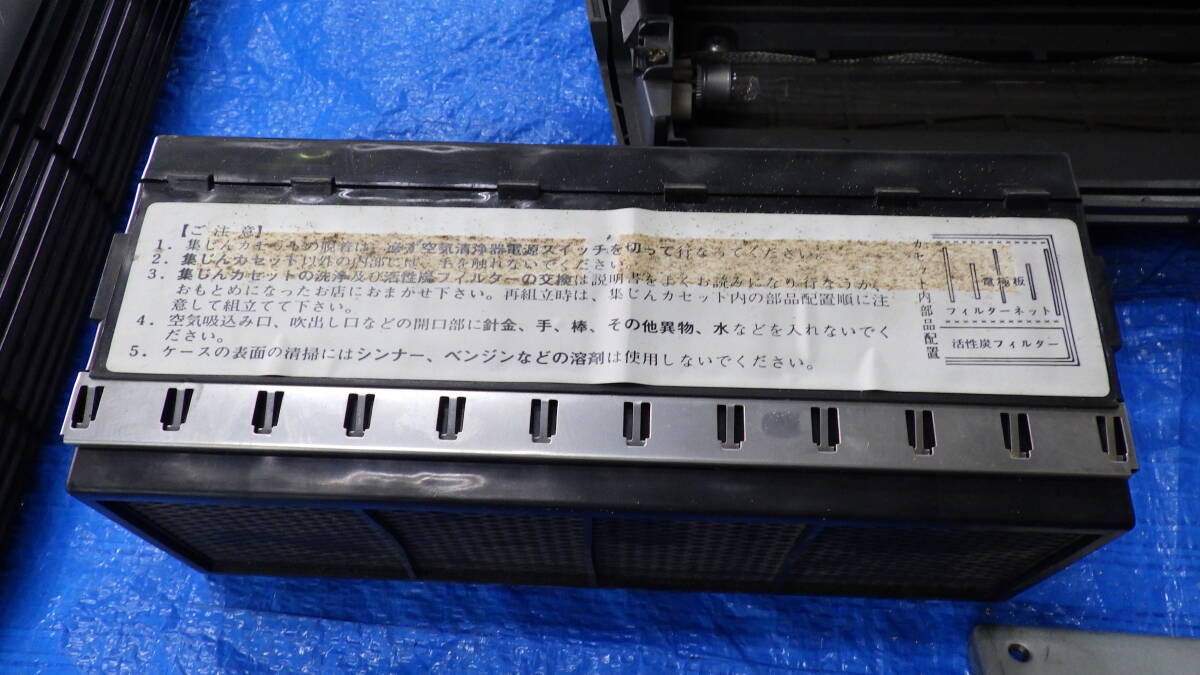 【ご注意】
1. 集じんカセットの脱着は、必ず空気清浄器電源スイッチを切って行なってください。
2. 集じんカセット以外の内部には、手を触れないでください。
3. 集じんカセットの洗浄及び活性炭フィルターの交換は説明書をよくお読みになり行なうか、
おもとめになったお店におまかせ下さい。再組立時は、集じんカセット内の部品配置順に注
意して組立てて下さい。
4. 空気吸込み口、吹出し口などの開口部に針金、手、棒、その他異物、水などを入れないでく
ださい。
5. ケースの表面の清掃にはシンナー、ベンジンなどの溶剤は使用しないでください。
カセット内部品配置
電極板
フィルターネット
活性炭フィルター